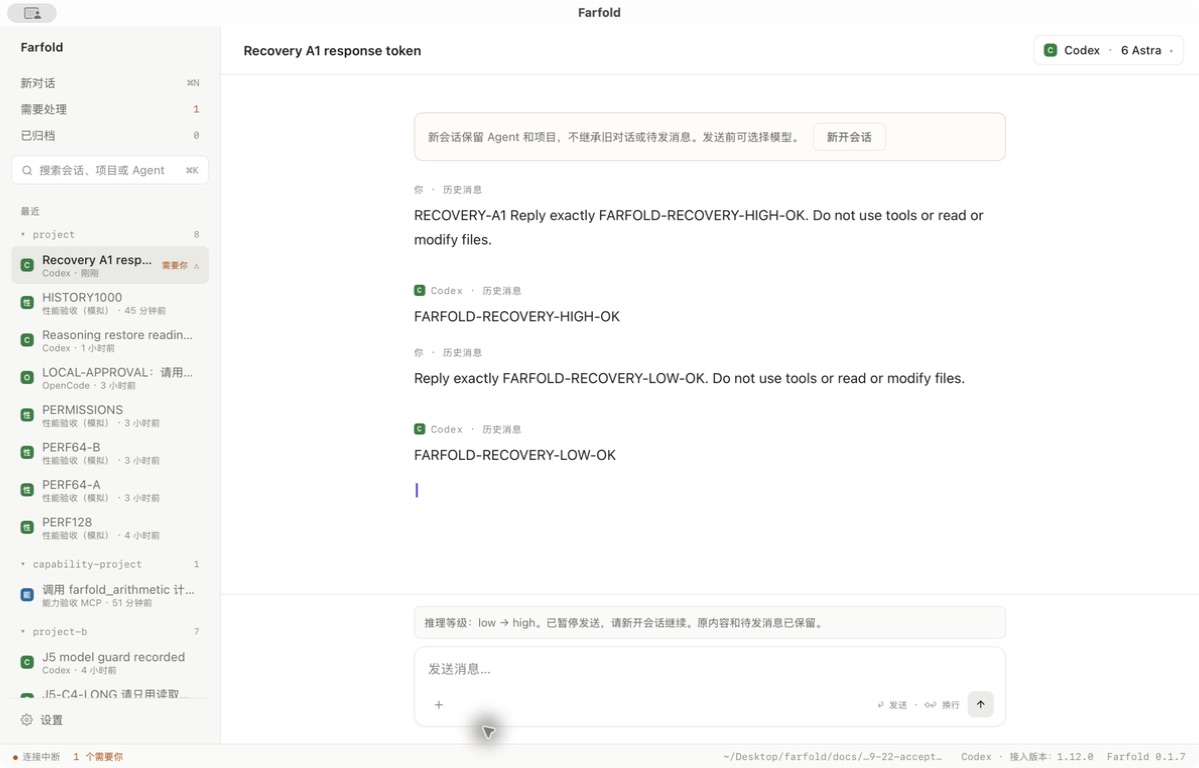 Farfold
Farfold
Recovery A1 response token
C Codex · 6 Astra
新对话 ⌘N
需要处理 1
已归档 0
搜索会话、项目或 Agent ⌘K
最近
project 8
C Recovery A1 resp... 需要你
Codex · 刚刚
性 HISTORY1000
性能验收（模拟） · 45 分钟前
C Reasoning restore readin...
Codex · 1 小时前
O LOCAL-APPROVAL：请用...
OpenCode · 3 小时前
性 PERMISSIONS
性能验收（模拟） · 3 小时前
性 PERF64-B
性能验收（模拟） · 3 小时前
性 PERF64-A
性能验收（模拟） · 3 小时前
性 PERF128
性能验收（模拟） · 4 小时前
capability-project 1
能 调用 farfold_arithmetic 计...
能力验收 MCP · 51 分钟前
project-b 7
C J5 model guard recorded
Codex · 4 小时前
J5-C4-LONG 请只用读取...
设置
新会话保留 Agent 和项目，不继承旧对话或待发消息。发送前可选择模型。 新开会话
你 · 历史消息
RECOVERY-A1 Reply exactly FARFOLD-RECOVERY-HIGH-OK. Do not use tools or read or
modify files.
C Codex · 历史消息
FARFOLD-RECOVERY-HIGH-OK
你 · 历史消息
Reply exactly FARFOLD-RECOVERY-LOW-OK. Do not use tools or read or modify files.
C Codex · 历史消息
FARFOLD-RECOVERY-LOW-OK
推理等级：low → high。已暂停发送，请新开会话继续。原内容和待发消息已保留。
发送消息...
+ ↵ 发送 · ⇧↵ 换行
连接中断 1 个需要你 ~/Desktop/farfold/docs/…9-22-accept… Codex · 接入版本: 1.12.0 Farfold 0.1.7